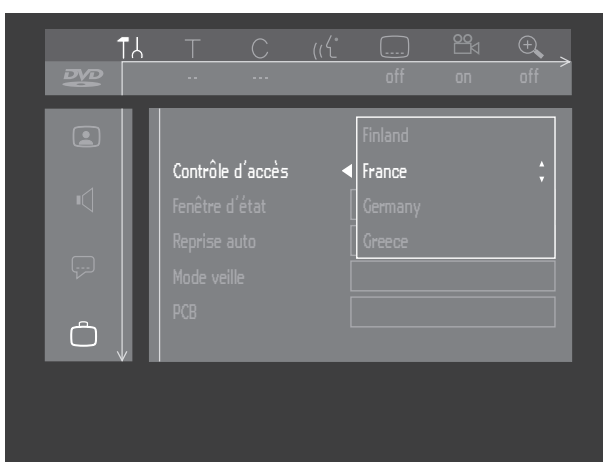 T C
DVD -- --- off on off
Finland
Contrôle d'accès France
Fenêtre d'état Germany
Reprise auto Greece
Mode veille
PCB